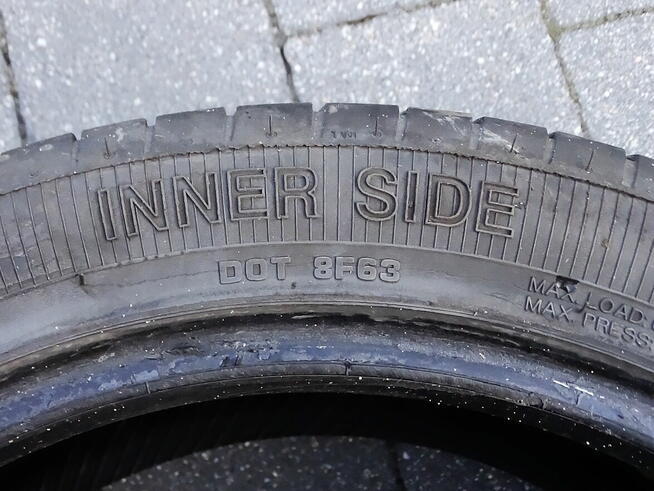 INNER SIDE
DOT 8F63
MAX. LOAD
MAX. PRESS